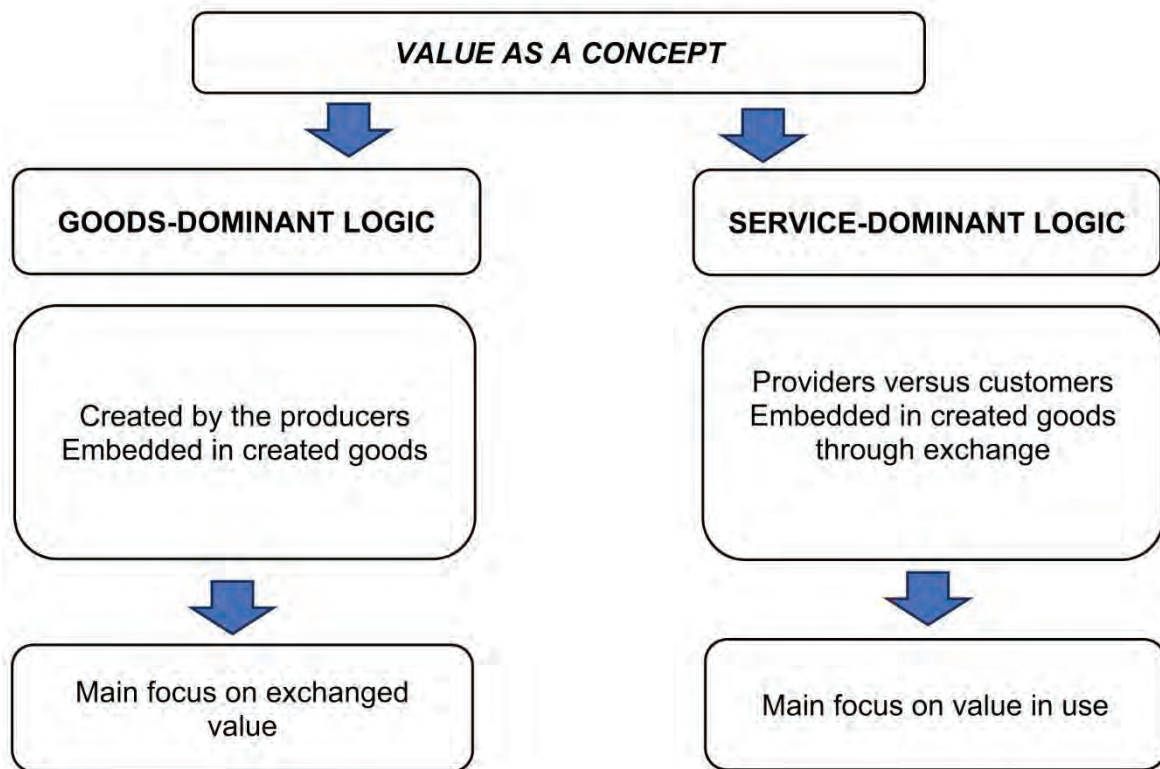 VALUE AS A CONCEPT
GOODS-DOMINANT LOGIC
Created by the producers
Embedded in created goods
Main focus on exchanged
value
SERVICE-DOMINANT LOGIC
Providers versus customers
Embedded in created goods
through exchange
Main focus on value in use